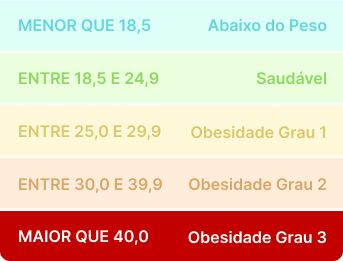 MENOR QUE 18,5 Abaixo do Peso
ENTRE 18,5 E 24,9 Saudável
ENTRE 25,0 E 29,9 Obesidade Grau 1
ENTRE 30,0 E 39,9 Obesidade Grau 2
MAIOR QUE 40,0 Obesidade Grau 3